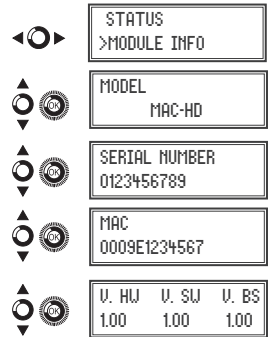 STATUS
>MODULE INFO
OK
MODEL
MAC-HD
OK
SERIAL NUMBER
0123456789
OK
MAC
0009E1234567
OK
V. HW V. SW V. BS
1.00 1.00 1.00